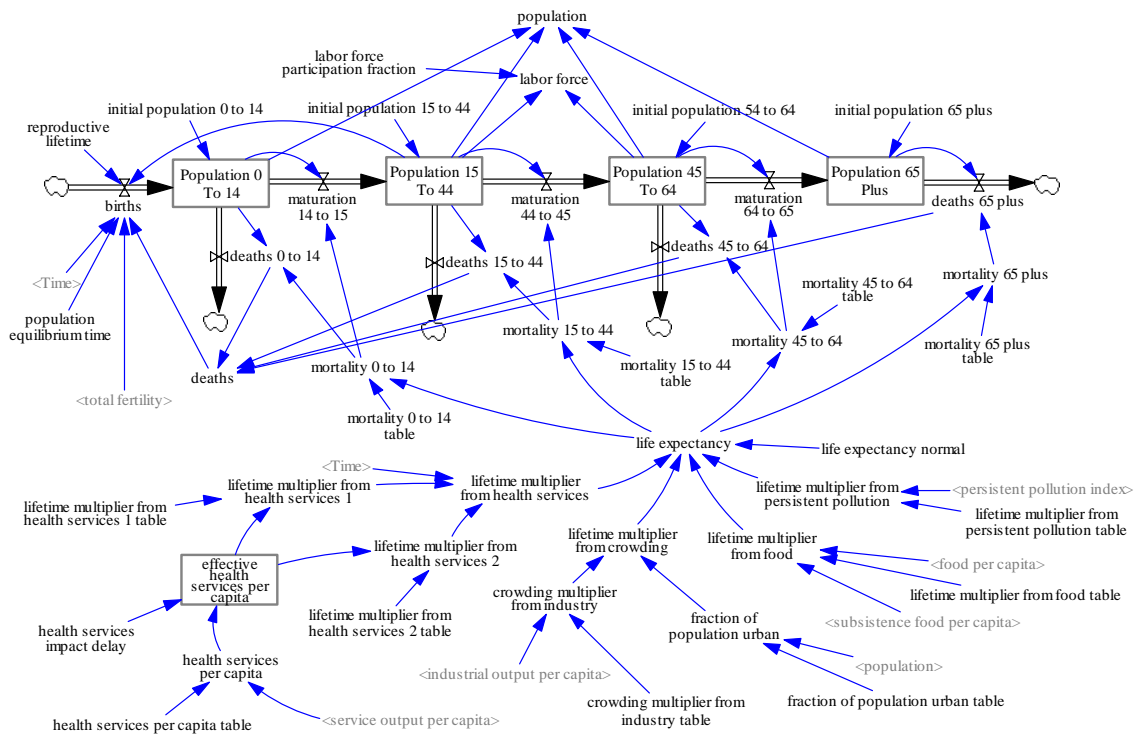 population
labor force
participation fraction
labor force
initial population 0 to 14
initial population 15 to 44
initial population 54 to 64
initial population 65 plus
reproductive
lifetime
Population 0
To 14
Population 15
To 44
Population 45
To 64
Population 65
Plus
births
maturation
14 to 15
maturation
44 to 45
maturation
64 to 65
deaths 65 plus
deaths 0 to 14
deaths 15 to 44
deaths 45 to 64
mortality 65 plus
<Time>
population
equilibrium time
mortality 45 to 64
table
mortality 15 to 44
mortality 45 to 64
mortality 65 plus
table
deaths
mortality 0 to 14
mortality 15 to 44
table
<total fertility>
mortality 0 to 14
table
life expectancy
life expectancy normal
<Time>
lifetime multiplier from
health services 1
lifetime multiplier
from health services
lifetime multiplier from
persistent pollution
<persistent pollution index>
lifetime multiplier from
health services 1 table
lifetime multiplier from
persistent pollution table
lifetime multiplier
from crowding
lifetime multiplier
from food
lifetime multiplier from
health services 2
<food per capita>
effective
health
services per
capita
crowding multiplier
from industry
lifetime multiplier from food table
lifetime multiplier from
health services 2 table
fraction of
population urban
<subsistence food per capita>
health services
impact delay
health services
per capita
<industrial output per capita>
<population>
crowding multiplier from
industry table
fraction of population urban table
health services per capita table
<service output per capita>